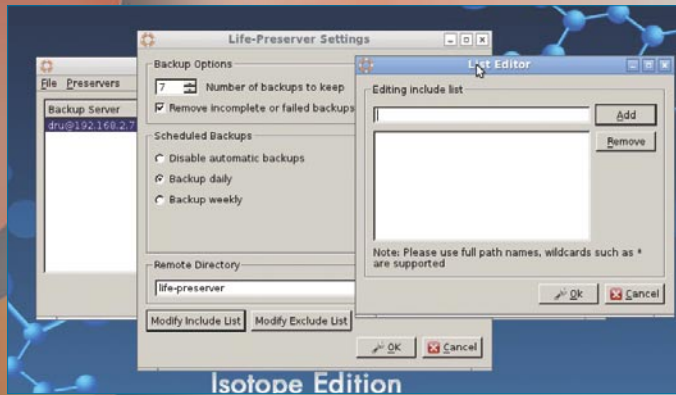 Life-Preserver Settings
File Preservers
Backup Server
dru@192.168.2.7
Backup Options
7 Number of backups to keep
Remove incomplete or failed backups
Scheduled Backups
Disable automatic backups
Backup daily
Backup weekly
Remote Directory
life-preserver
Modify Include List Modify Exclude List
OK Cancel
List Editor
Editing include list
Add
Remove
Note: Please use full path names, wildcards such as *
are supported
Ok Cancel
Isotope Edition